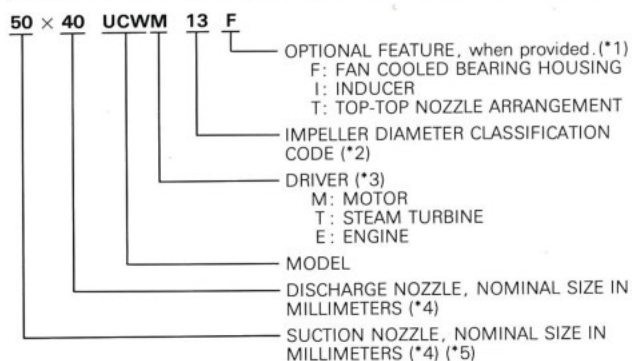 50 × 40 UCWM 13 F
OPTIONAL FEATURE, when provided.(*1)
F: FAN COOLED BEARING HOUSING
I: INDUCER
T: TOP-TOP NOZZLE ARRANGEMENT
IMPELLER DIAMETER CLASSIFICATION
CODE (*2)
DRIVER (*3)
M: MOTOR
T: STEAM TURBINE
E: ENGINE
MODEL
DISCHARGE NOZZLE, NOMINAL SIZE IN
MILLIMETERS (*4)
SUCTION NOZZLE, NOMINAL SIZE IN
MILLIMETERS (*4) (*5)